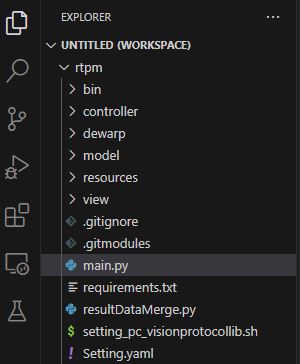 EXPLORER
UNTITLED (WORKSPACE)
rtpm
bin
controller
dewarp
model
resources
view
.gitignore
.gitmodules
main.py
requirements.txt
resultDataMerge.py
$ setting_pc_visionprotocollib.sh
! Setting.yaml